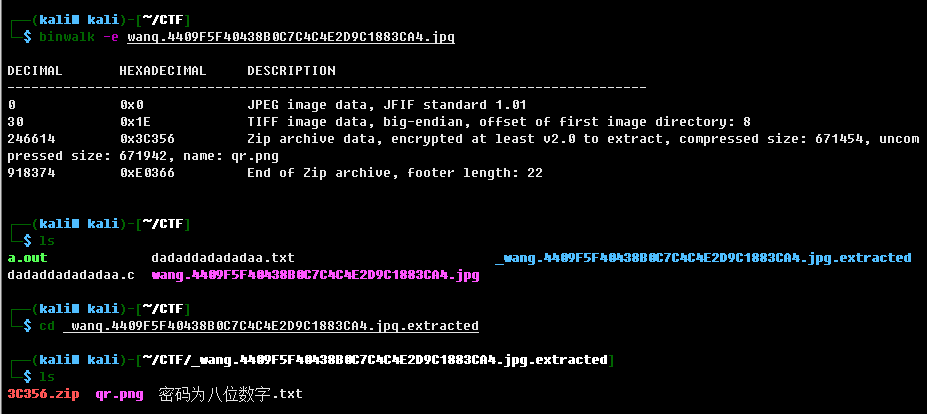 ┌──(kali㉿kali)-[~/CTF]
└─$ binwalk -e wang.4409F5F40438B0C7C4C4E2D9C1883CA4.jpg
DECIMAL       HEXADECIMAL     DESCRIPTION
--------------------------------------------------------------------------------
0             0x0             JPEG image data, JFIF standard 1.01
30            0x1E            TIFF image data, big-endian, offset of first image directory: 8
246614        0x3C356         Zip archive data, encrypted at least v2.0 to extract, compressed size: 671454, uncom
pressed size: 671942, name: qr.png
918374        0xE0366         End of Zip archive, footer length: 22
┌──(kali㉿kali)-[~/CTF]
└─$ ls
a.out             dadaddadadadaa.txt                             _wang.4409F5F40438B0C7C4C4E2D9C1883CA4.jpg.extracted
dadaddadadadaa.c  wang.4409F5F40438B0C7C4C4E2D9C1883CA4.jpg
┌──(kali㉿kali)-[~/CTF]
└─$ cd _wang.4409F5F40438B0C7C4C4E2D9C1883CA4.jpg.extracted
┌──(kali㉿kali)-[~/CTF/_wang.4409F5F40438B0C7C4C4E2D9C1883CA4.jpg.extracted]
└─$ ls
3C356.zip  qr.png  密码为八位数字.txt